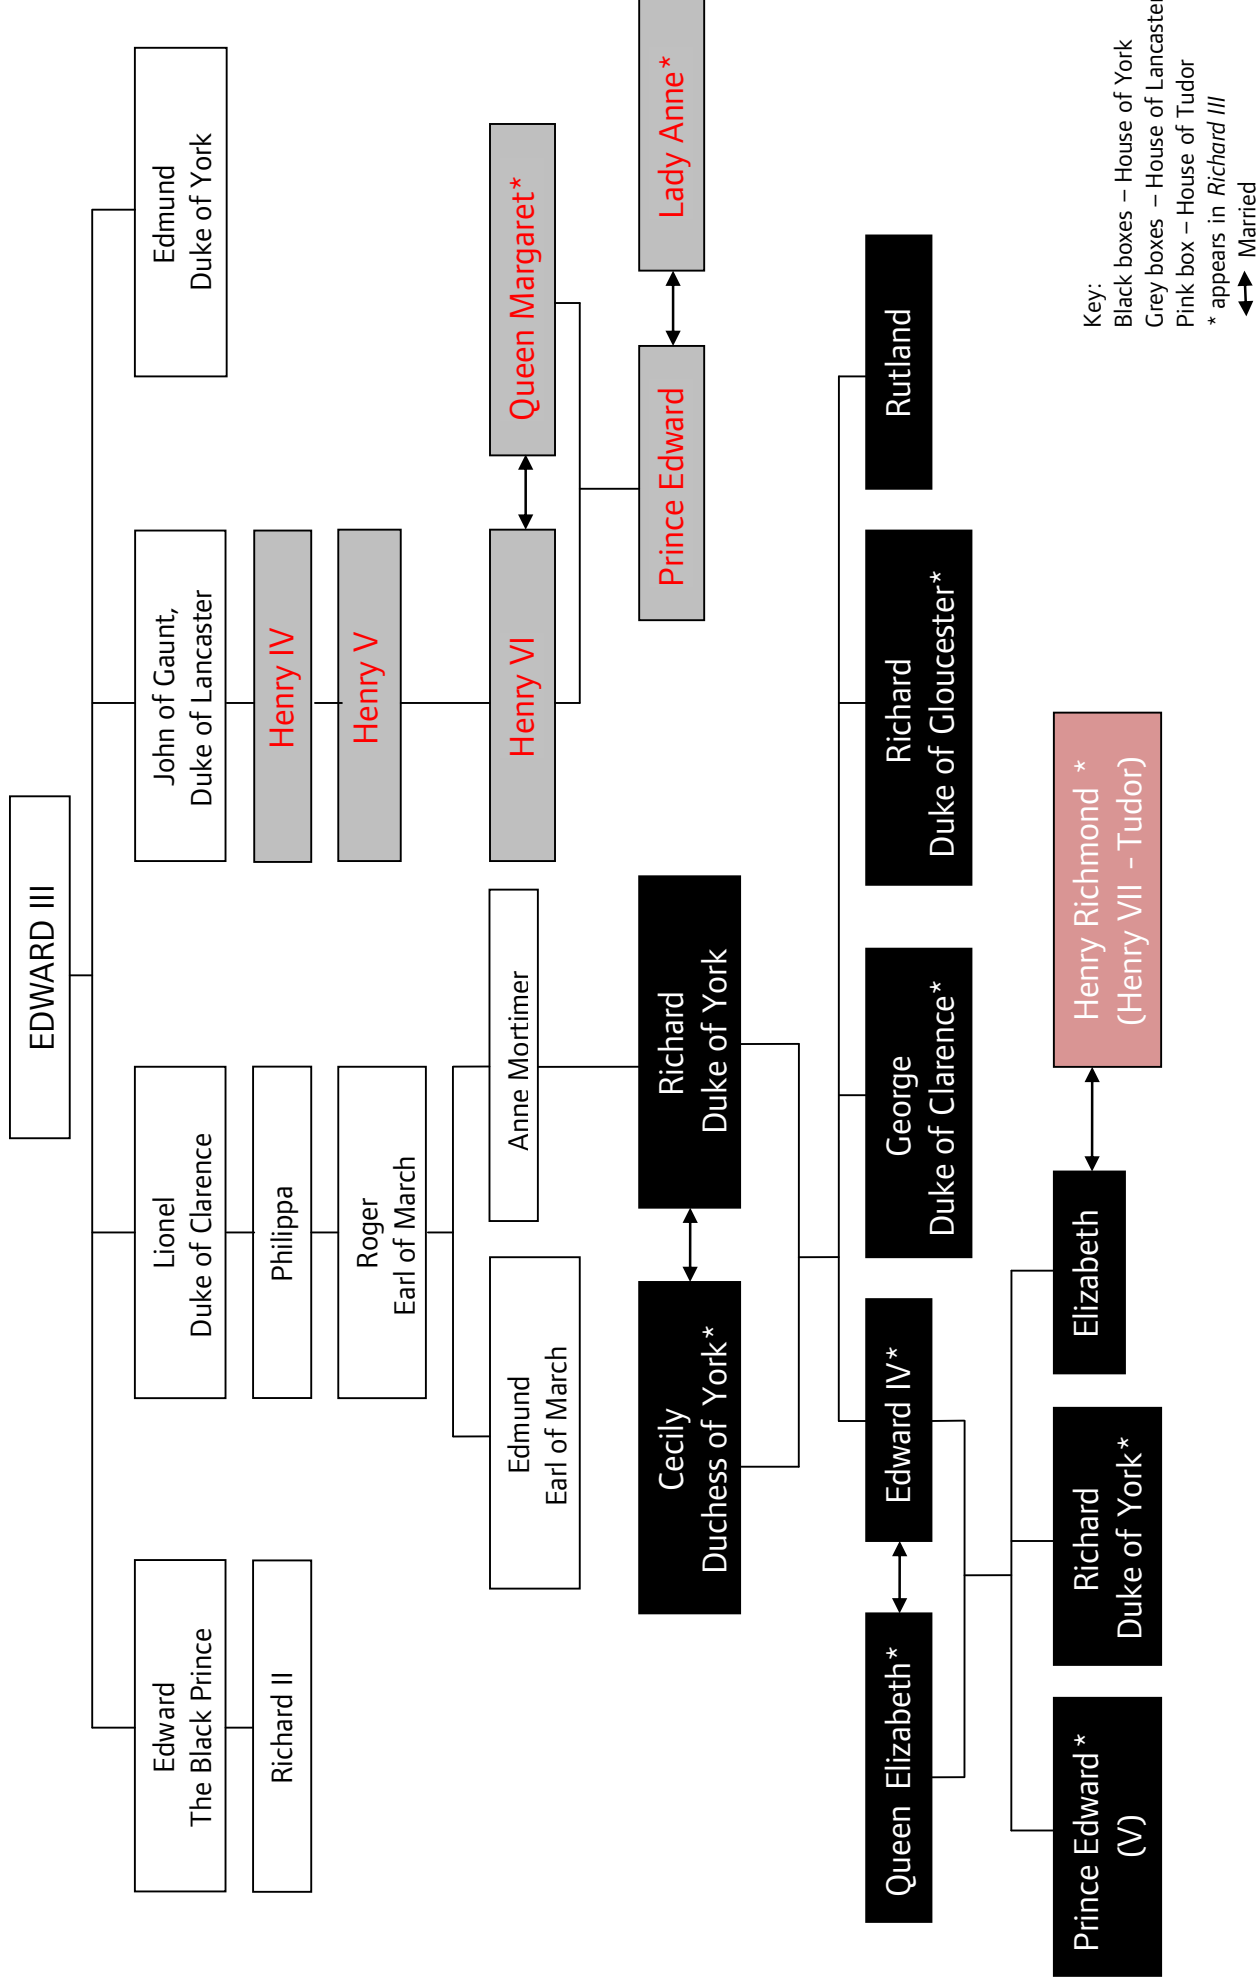 EDWARD III
Edward
The Black Prince
Lionel
Duke of Clarence
John of Gaunt,
Duke of Lancaster
Edmund
Duke of York
Richard II
Philippa
Henry IV
Roger
Earl of March
Henry V
Edmund
Earl of March
Anne Mortimer
Henry VI
Queen Margaret*
Cecily
Duchess of York*
Richard
Duke of York
Prince Edward
Lady Anne*
Queen Elizabeth*
Edward IV*
George
Duke of Clarence*
Richard
Duke of Gloucester*
Rutland
Prince Edward*
(V)
Richard
Duke of York*
Elizabeth
Henry Richmond *
(Henry VII - Tudor)
Key:
Black boxes – House of York
Grey boxes – House of Lancaster
Pink box – House of Tudor
* appears in Richard III
Married